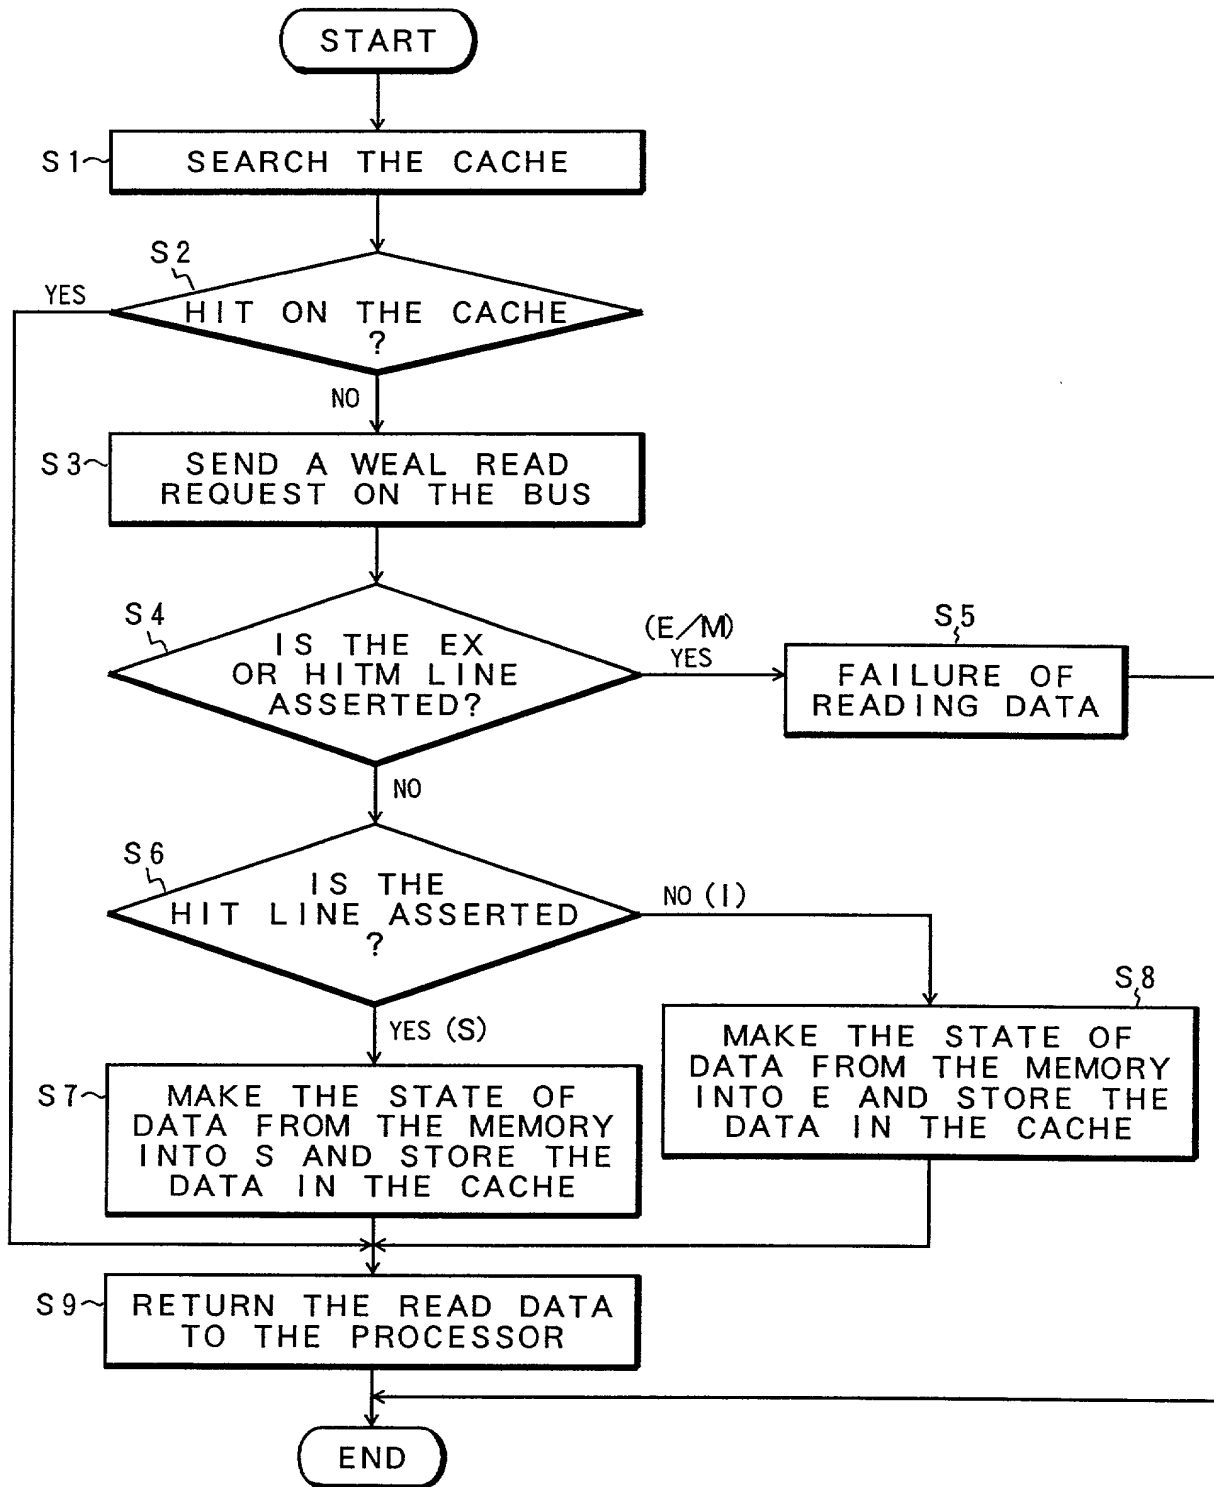 START
S1
SEARCH THE CACHE
S2
YES
HIT ON THE CACHE
?
NO
S3
SEND A WEAL READ
REQUEST ON THE BUS
S4
IS THE EX
OR HITM LINE
ASSERTED?
(E/M)
YES
S5
FAILURE OF
READING DATA
NO
S6
IS THE
HIT LINE ASSERTED
?
NO (I)
YES (S)
S7
MAKE THE STATE OF
DATA FROM THE MEMORY
INTO S AND STORE THE
DATA IN THE CACHE
S8
MAKE THE STATE OF
DATA FROM THE MEMORY
INTO E AND STORE THE
DATA IN THE CACHE
S9
RETURN THE READ DATA
TO THE PROCESSOR
END